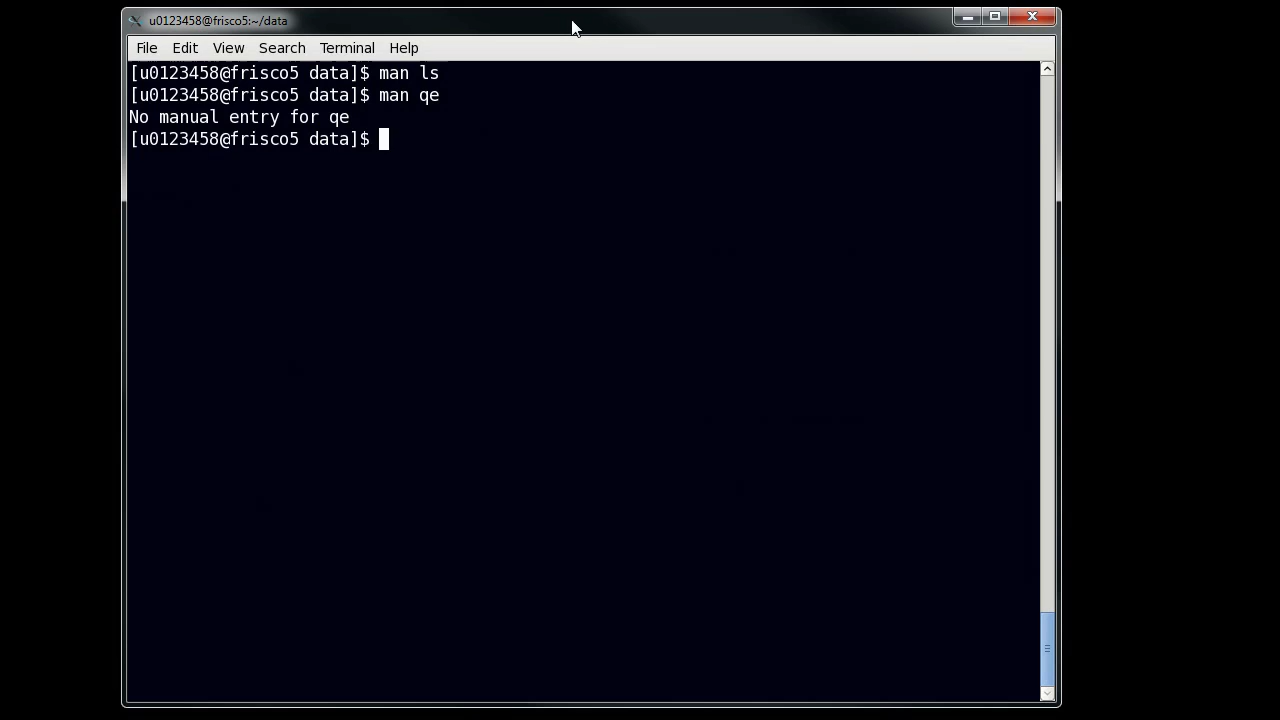 u0123458@frisco5:~/data
File Edit View Search Terminal Help
[u0123458@frisco5 data]$ man ls
[u0123458@frisco5 data]$ man qe
No manual entry for qe
[u0123458@frisco5 data]$